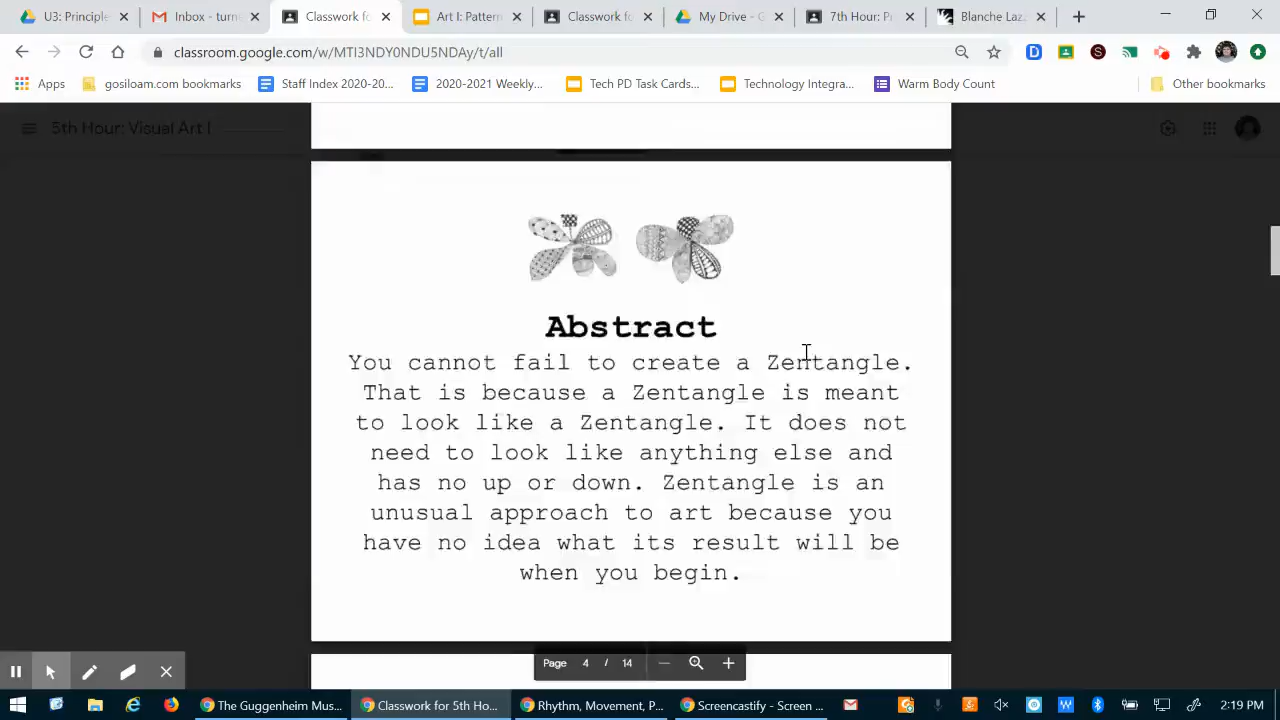 U3: Principle
Inbox - turn
Classwork fo
Art I: Pattern
Classwork fo
My Drive - G
7th Hour: Pr
Blanche Laz
classroom.google.com/w/MTI3NDY0NDU5NDAy/t/all
Apps
gosiloam.com bookmarks
Staff Index 2020-20...
2020-2021 Weekly...
Tech PD Task Cards...
Technology Integra...
Warm Body Count
Other bookmarks
5th Hour: Visual Art I
Abstract
You cannot fail to create a Zentangle.
That is because a Zentangle is meant
to look like a Zentangle. It does not
need to look like anything else and
has no up or down. Zentangle is an
unusual approach to art because you
have no idea what its result will be
when you begin.
Page 4 / 14
The Guggenheim Mus...
Classwork for 5th Ho...
Rhythm, Movement, P...
Screencastify - Screen ...
2:19 PM